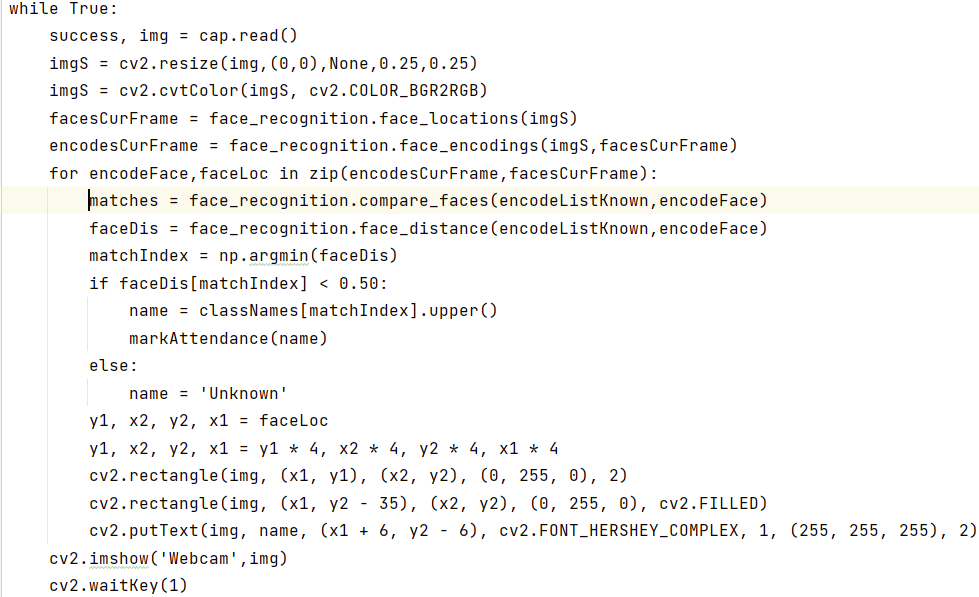 while True:
    success, img = cap.read()
    imgS = cv2.resize(img,(0,0),None,0.25,0.25)
    imgS = cv2.cvtColor(imgS, cv2.COLOR_BGR2RGB)
    facesCurFrame = face_recognition.face_locations(imgS)
    encodesCurFrame = face_recognition.face_encodings(imgS,facesCurFrame)
    for encodeFace,faceLoc in zip(encodesCurFrame,facesCurFrame):
        matches = face_recognition.compare_faces(encodeListKnown,encodeFace)
        faceDis = face_recognition.face_distance(encodeListKnown,encodeFace)
        matchIndex = np.argmin(faceDis)
        if faceDis[matchIndex] < 0.50:
            name = classNames[matchIndex].upper()
            markAttendance(name)
        else:
            name = 'Unknown'
        y1, x2, y2, x1 = faceLoc
        y1, x2, y2, x1 = y1 * 4, x2 * 4, y2 * 4, x1 * 4
        cv2.rectangle(img, (x1, y1), (x2, y2), (0, 255, 0), 2)
        cv2.rectangle(img, (x1, y2 - 35), (x2, y2), (0, 255, 0), cv2.FILLED)
        cv2.putText(img, name, (x1 + 6, y2 - 6), cv2.FONT_HERSHEY_COMPLEX, 1, (255, 255, 255), 2)
    cv2.imshow('Webcam',img)
    cv2.waitKey(1)